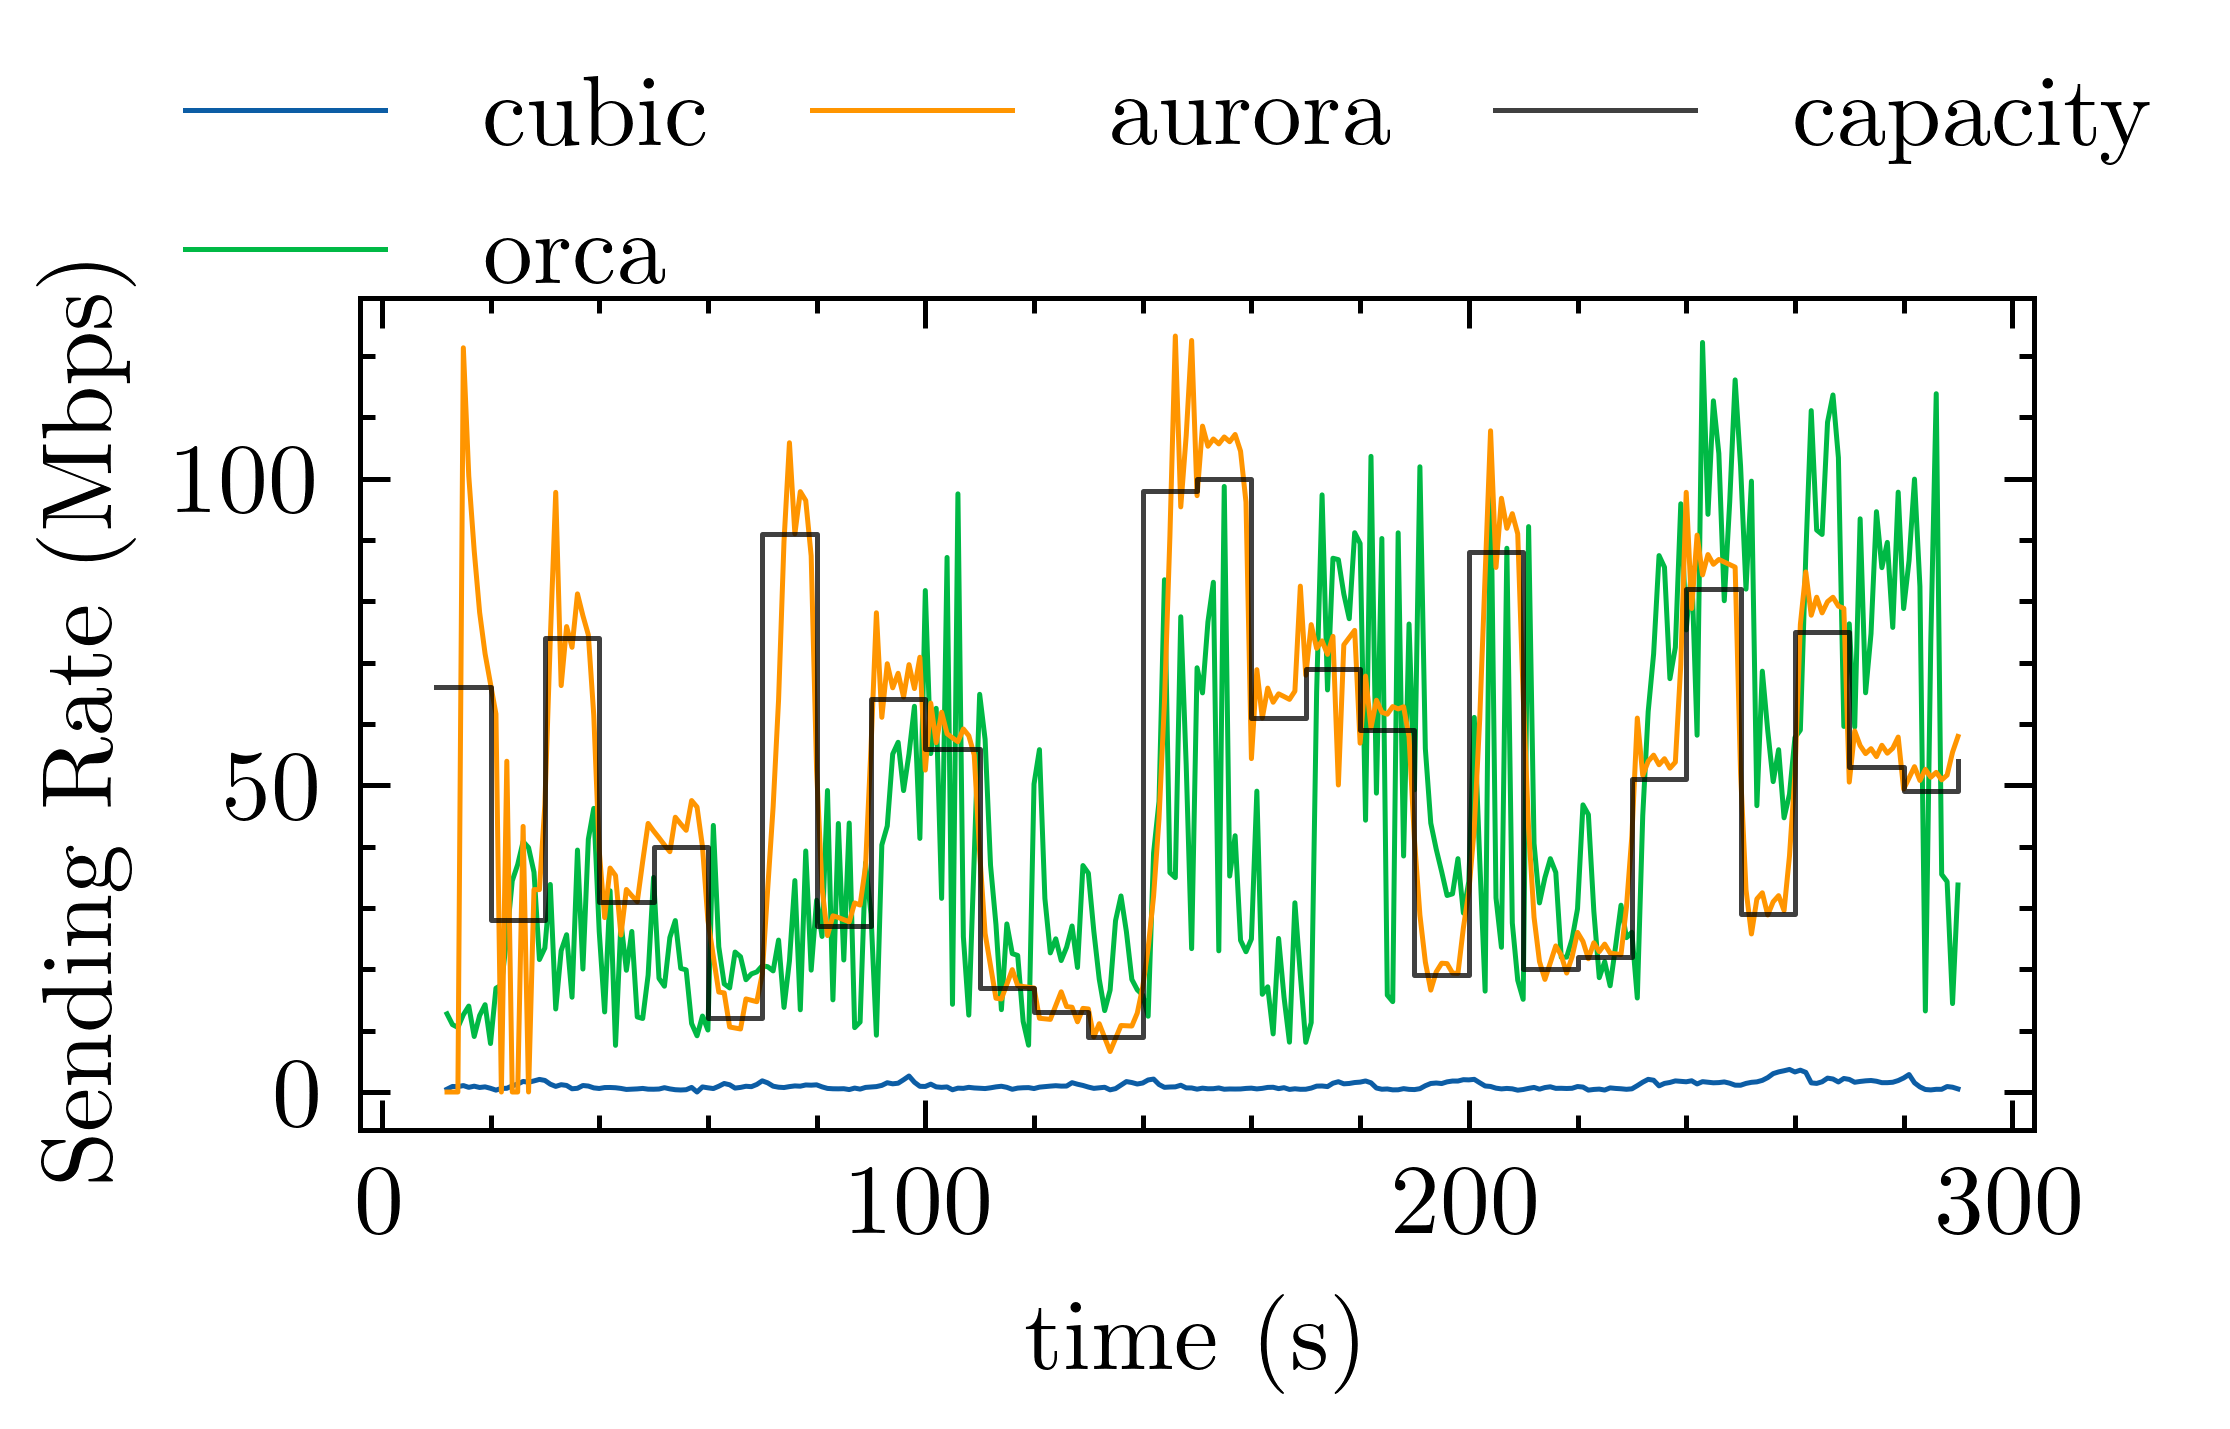 cubic aurora capacity
orca
Sending Rate (Mbps)
100
50
0
0 100 200 300
time (s)